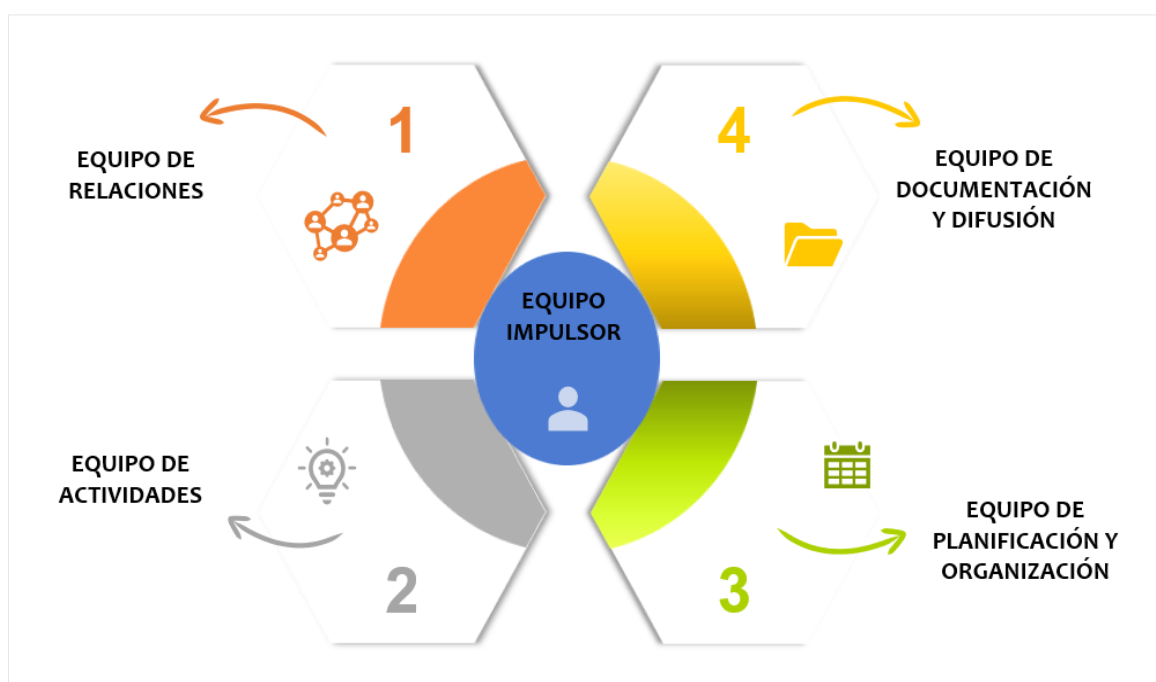 1
EQUIPO DE
RELACIONES
4
EQUIPO DE
DOCUMENTACIÓN
Y DIFUSIÓN
EQUIPO
IMPULSOR
EQUIPO DE
ACTIVIDADES
2
3
EQUIPO DE
PLANIFICACIÓN Y
ORGANIZACIÓN